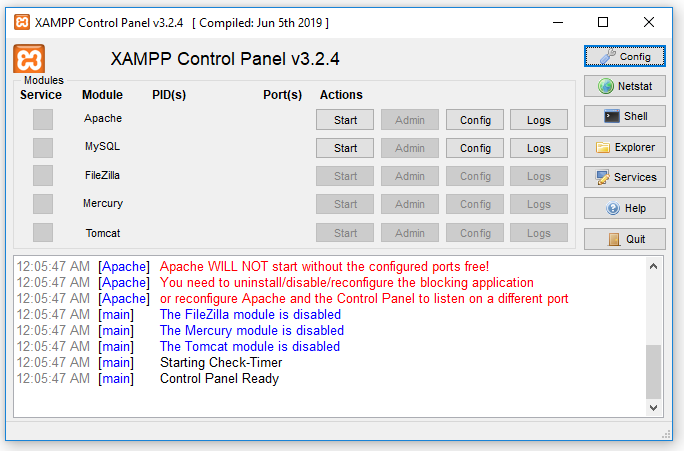 XAMPP Control Panel v3.2.4 [ Compiled: Jun 5th 2019 ]
XAMPP Control Panel v3.2.4
Config
Modules
Service Module PID(s) Port(s) Actions
Netstat
Apache Start Admin Config Logs
Shell
MySQL Start Admin Config Logs
Explorer
FileZilla Start Admin Config Logs
Services
Mercury Start Admin Config Logs
Help
Tomcat Start Admin Config Logs
Quit
12:05:47 AM [Apache] Apache WILL NOT start without the configured ports free!
12:05:47 AM [Apache] You need to uninstall/disable/reconfigure the blocking application
12:05:47 AM [Apache] or reconfigure Apache and the Control Panel to listen on a different port
12:05:47 AM [main] The FileZilla module is disabled
12:05:47 AM [main] The Mercury module is disabled
12:05:47 AM [main] The Tomcat module is disabled
12:05:47 AM [main] Starting Check-Timer
12:05:47 AM [main] Control Panel Ready